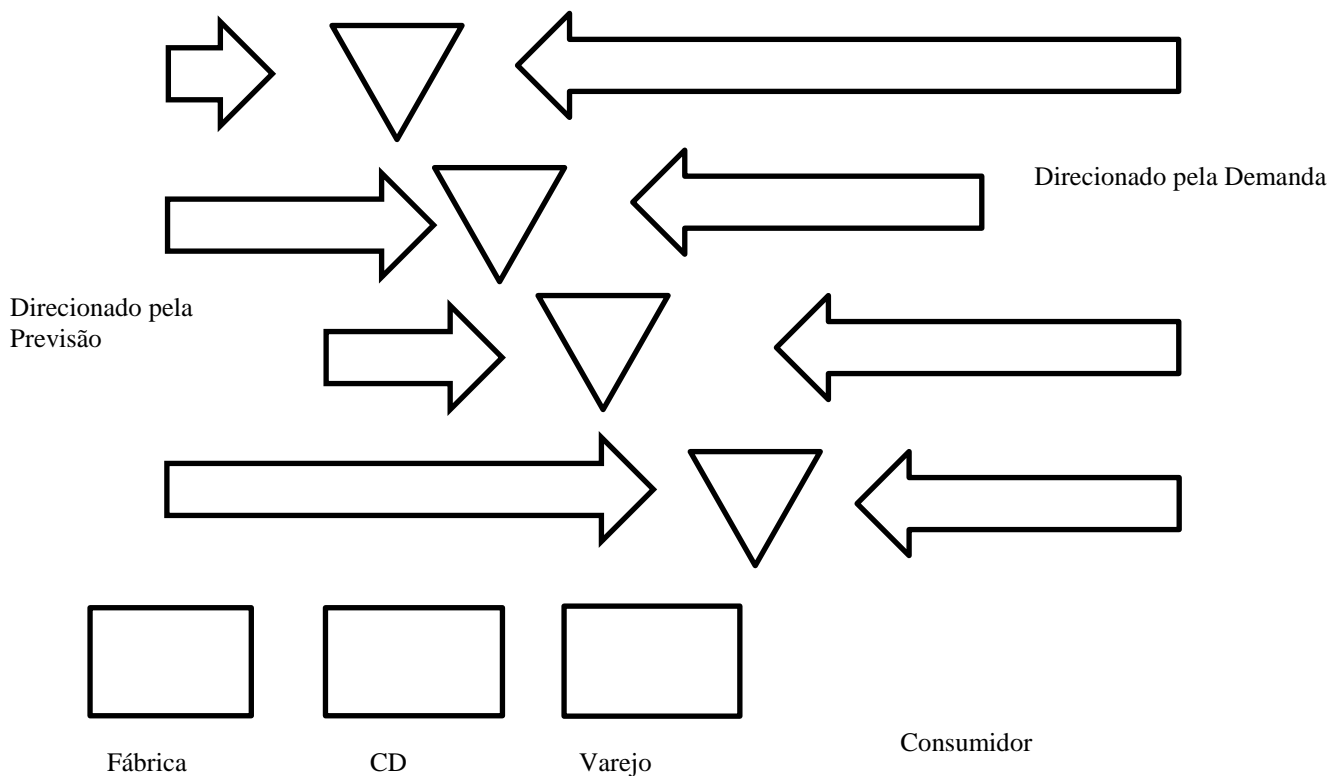 Direcionado pela Demanda
Direcionado pela
Previsão
Fábrica
CD
Varejo
Consumidor